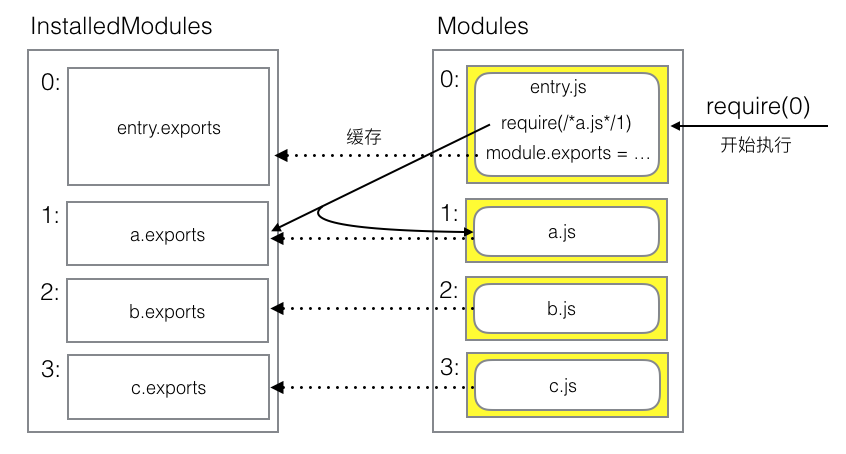 InstalledModules
0:
entry.exports
1:
a.exports
2:
b.exports
3:
c.exports
缓存
Modules
0:
entry.js
require(/*a.js*/1)
module.exports = ...
1:
a.js
2:
b.js
3:
c.js
require(0)
开始执行